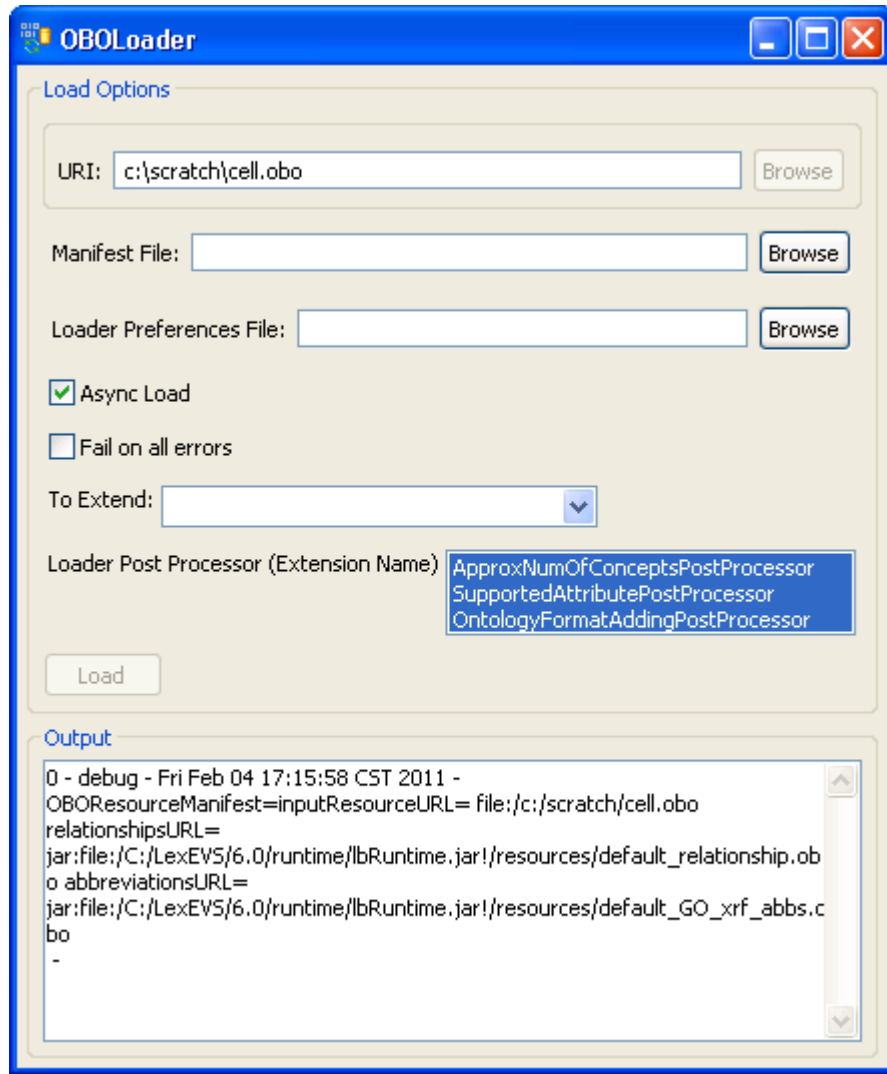 OBOLoader
Load Options
URI: c:\scratch\cell.obo Browse
Manifest File: Browse
Loader Preferences File: Browse
Async Load
Fail on all errors
To Extend:
Loader Post Processor (Extension Name) ApproxNumOfConceptsPostProcessor
SupportedAttributePostProcessor
OntologyFormatAddingPostProcessor
Load
Output
0 - debug - Fri Feb 04 17:15:58 CST 2011 -
OBOResourceManifest=inputResourceURL= file:/c:/scratch/cell.obo
relationshipsURL=
jar:file:/C:/LexEVS/6.0/runtime/lbRuntime.jar!/resources/default_relationship.ob
o abbreviationsURL=
jar:file:/C:/LexEVS/6.0/runtime/lbRuntime.jar!/resources/default_GO_xrf_abbs.o
bo
-